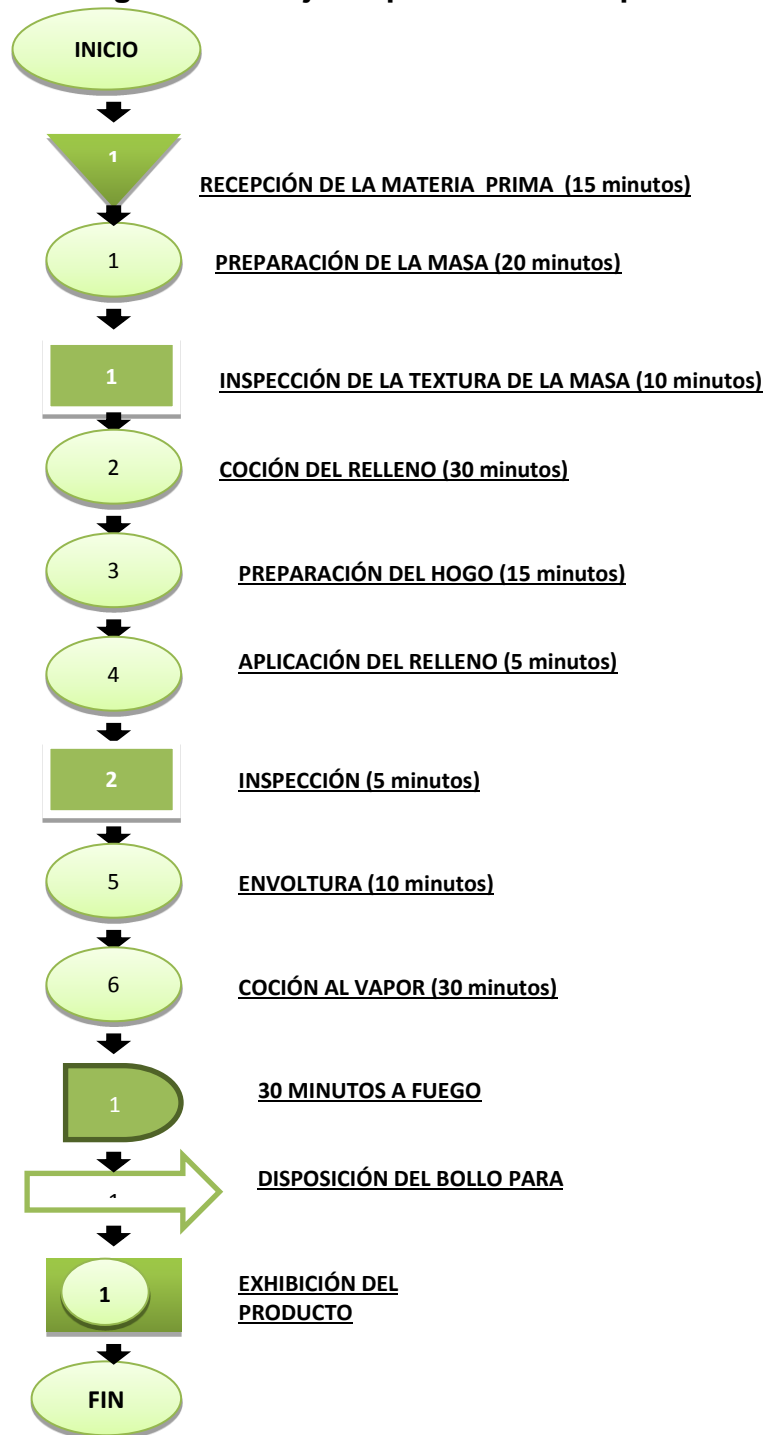 INICIO
1
RECEPCIÓN DE LA MATERIA PRIMA (15 minutos)
1
PREPARACIÓN DE LA MASA (20 minutos)
1
INSPECCIÓN DE LA TEXTURA DE LA MASA (10 minutos)
2
COCIÓN DEL RELLENO (30 minutos)
3
PREPARACIÓN DEL HOGO (15 minutos)
4
APLICACIÓN DEL RELLENO (5 minutos)
2
INSPECCIÓN (5 minutos)
5
ENVOLTURA (10 minutos)
6
COCIÓN AL VAPOR (30 minutos)
1
30 MINUTOS A FUEGO
DISPOSICIÓN DEL BOLLO PARA
1
EXHIBICIÓN DEL
PRODUCTO
FIN